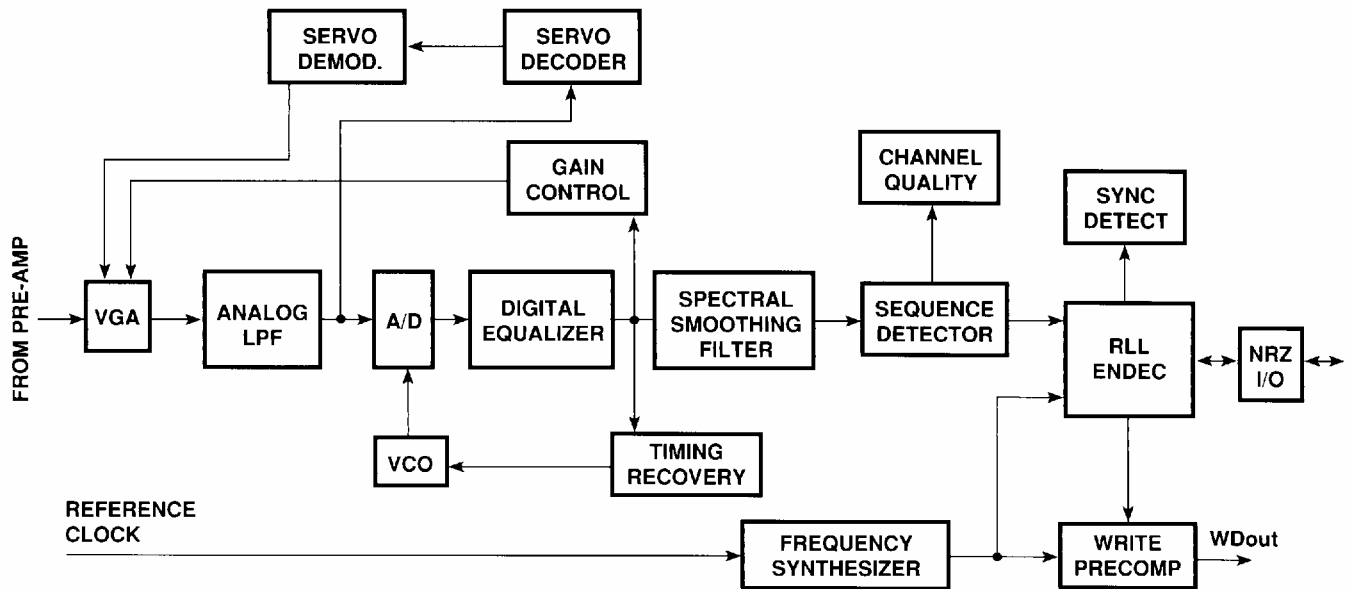 SERVO
DEMOD.
SERVO
DECODER
GAIN
CONTROL
CHANNEL
QUALITY
SYNC
DETECT
FROM PRE-AMP
VGA
ANALOG
LPF
A/D
DIGITAL
EQUALIZER
SPECTRAL
SMOOTHING
FILTER
SEQUENCE
DETECTOR
RLL
ENDEC
NRZ
I/O
VCO
TIMING
RECOVERY
REFERENCE
CLOCK
FREQUENCY
SYNTHESIZER
WRITE
PRECOMP
WDout